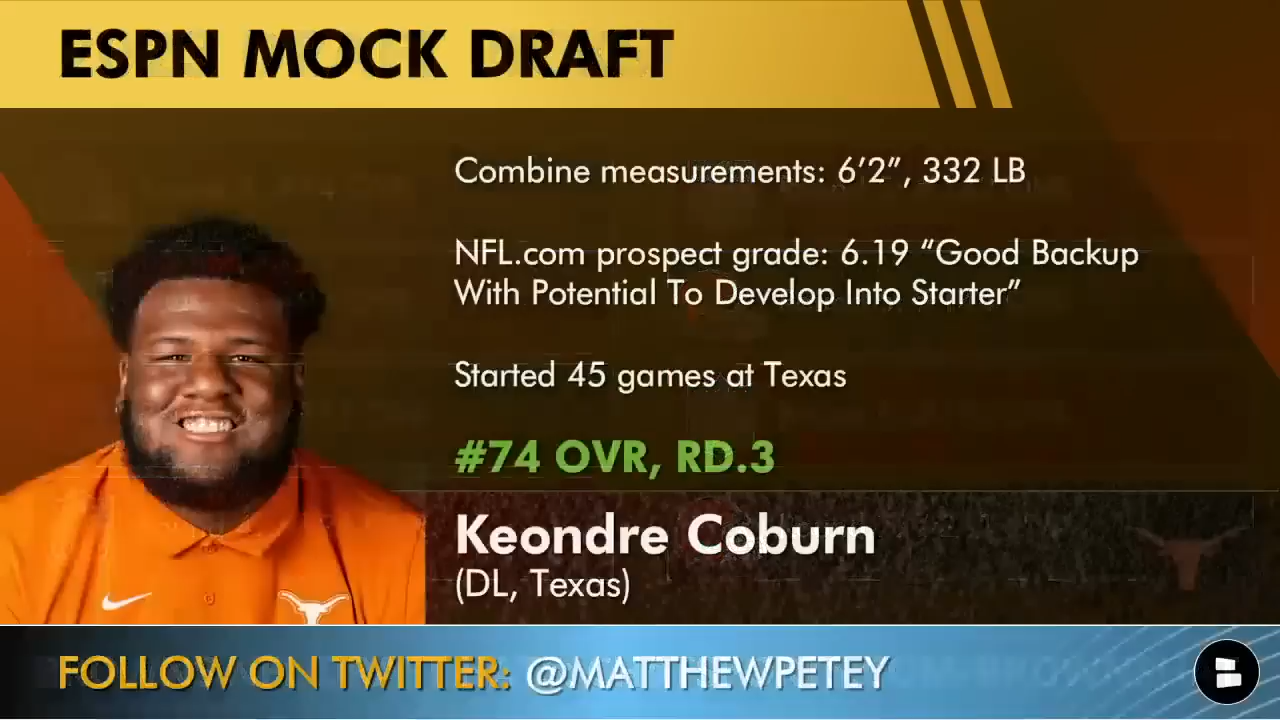 ESPN MOCK DRAFT
Combine measurements: 6’2”, 332 LB
NFL.com prospect grade: 6.19 “Good Backup
With Potential To Develop Into Starter”
Started 45 games at Texas
#74 OVR, RD.3
Keondre Coburn
(DL, Texas)
FOLLOW ON TWITTER: @MATTHEWPETEY